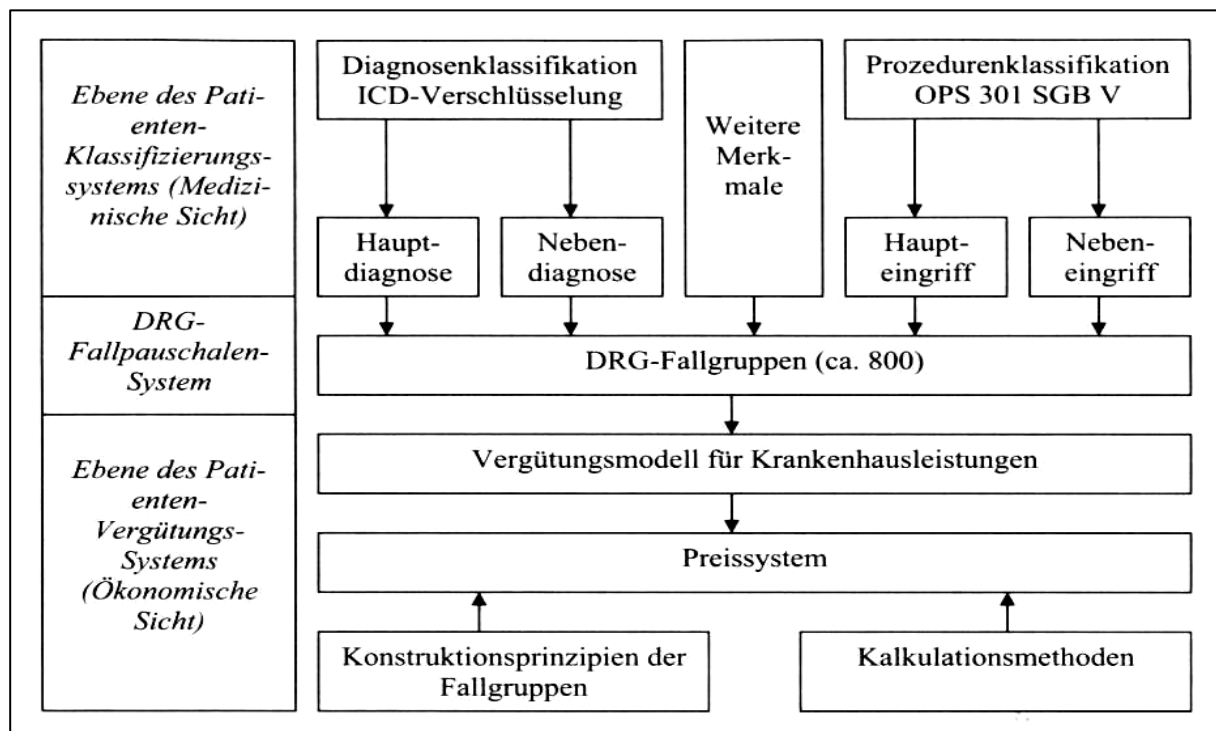 Ebene des Pati-
enten-
Klassifizierungs-
systems (Medizi-
nische Sicht)
Diagnosenklassifikation
ICD-Verschlüsselung
Weitere
Merk-
male
Prozedurenklassifikation
OPS 301 SGB V
Haupt-
diagnose
Neben-
diagnose
Haupt-
eingriff
Neben-
eingriff
DRG-
Fallpauschalen-
System
DRG-Fallgruppen (ca. 800)
Ebene des Pati-
enten-
Vergütungs-
Systems
(Ökonomische
Sicht)
Vergütungsmodell für Krankenhausleistungen
Preissystem
Konstruktionsprinzipien der
Fallgruppen
Kalkulationsmethoden